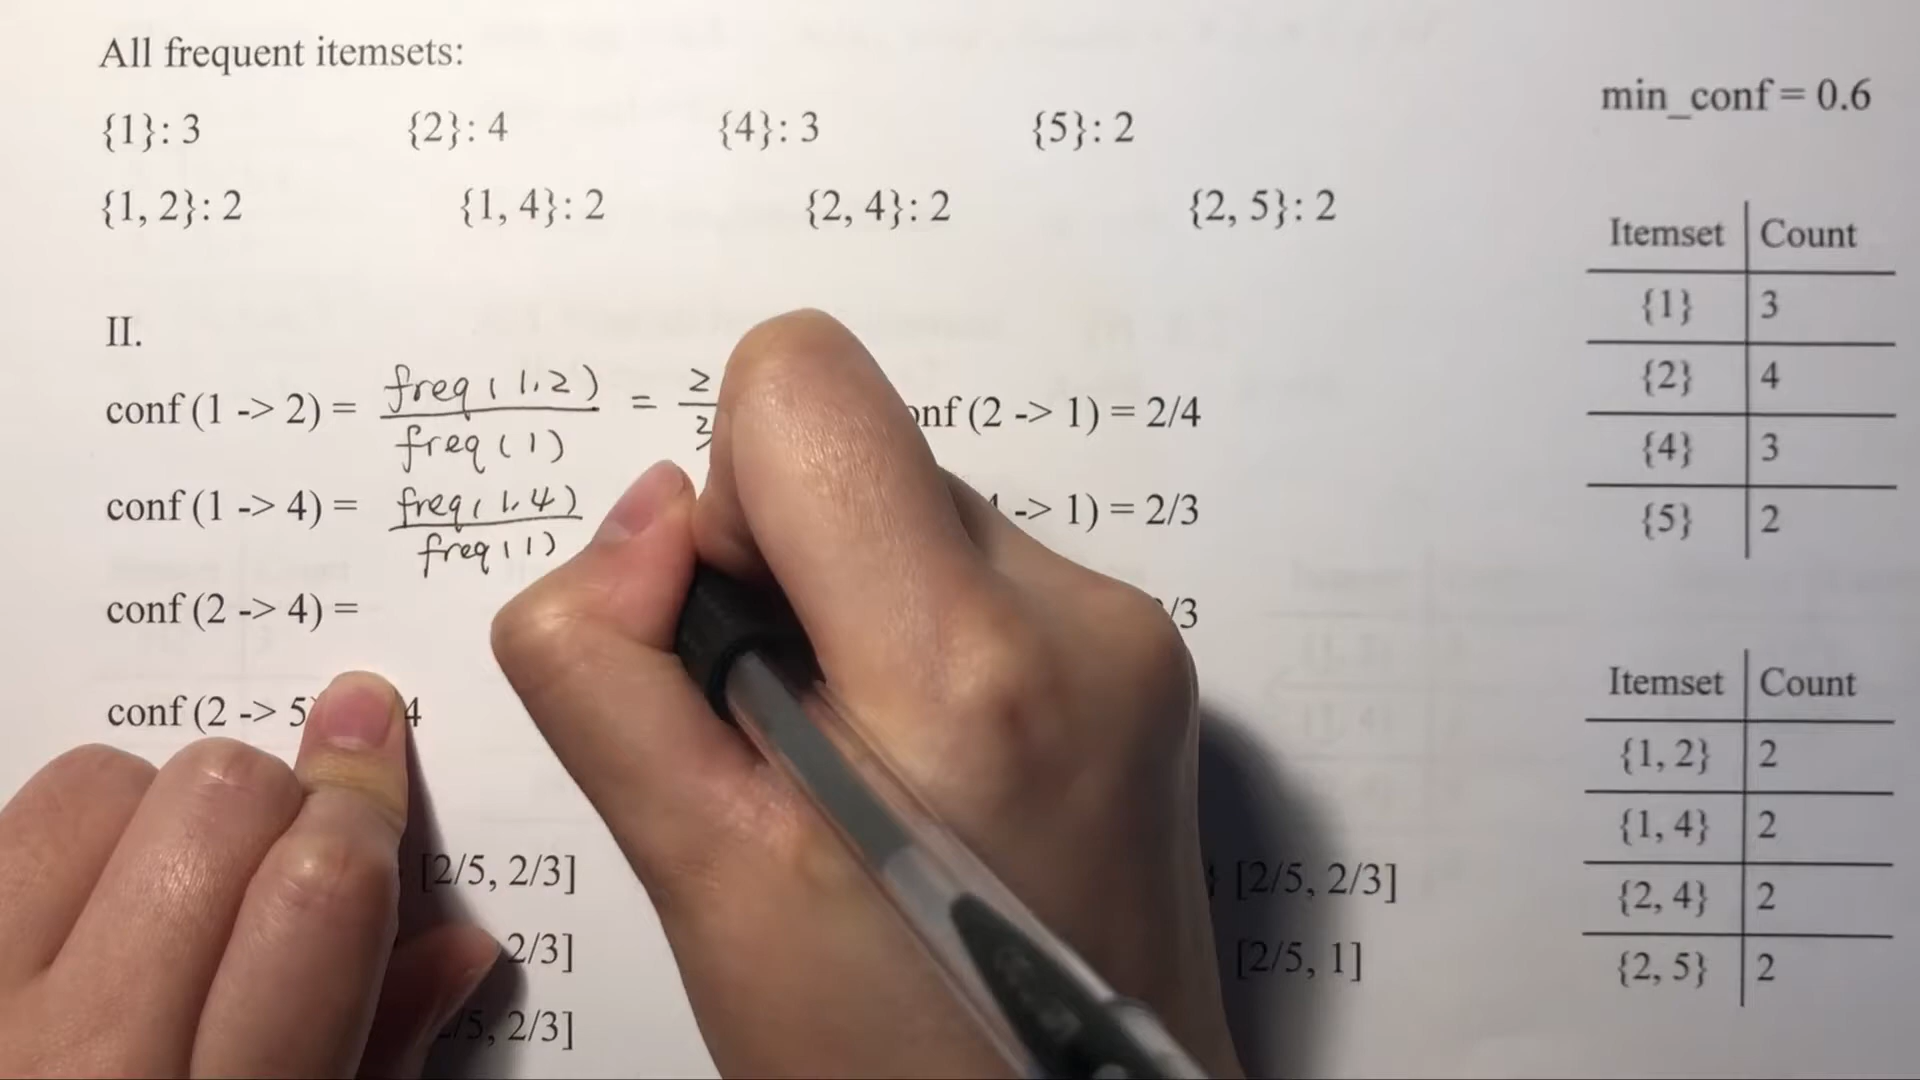 All frequent itemsets:
{1}: 3 {2}: 4 {4}: 3 {5}: 2
{1, 2}: 2 {1, 4}: 2 {2, 4}: 2 {2, 5}: 2
II.
conf (1 -> 2) = freq(1,2) / freq(1) = 2/3 conf (2 -> 1) = 2/4
conf (1 -> 4) = freq(1,4) / freq(1) -> 1) = 2/3
conf (2 -> 4) = /3
conf (2 -> 5 4
[2/5, 2/3] } [2/5, 2/3]
2/3] [2/5, 1]
/5, 2/3]
min_conf = 0.6
Itemset Count
{1} 3
{2} 4
{4} 3
{5} 2
Itemset Count
{1, 2} 2
{1, 4} 2
{2, 4} 2
{2, 5} 2